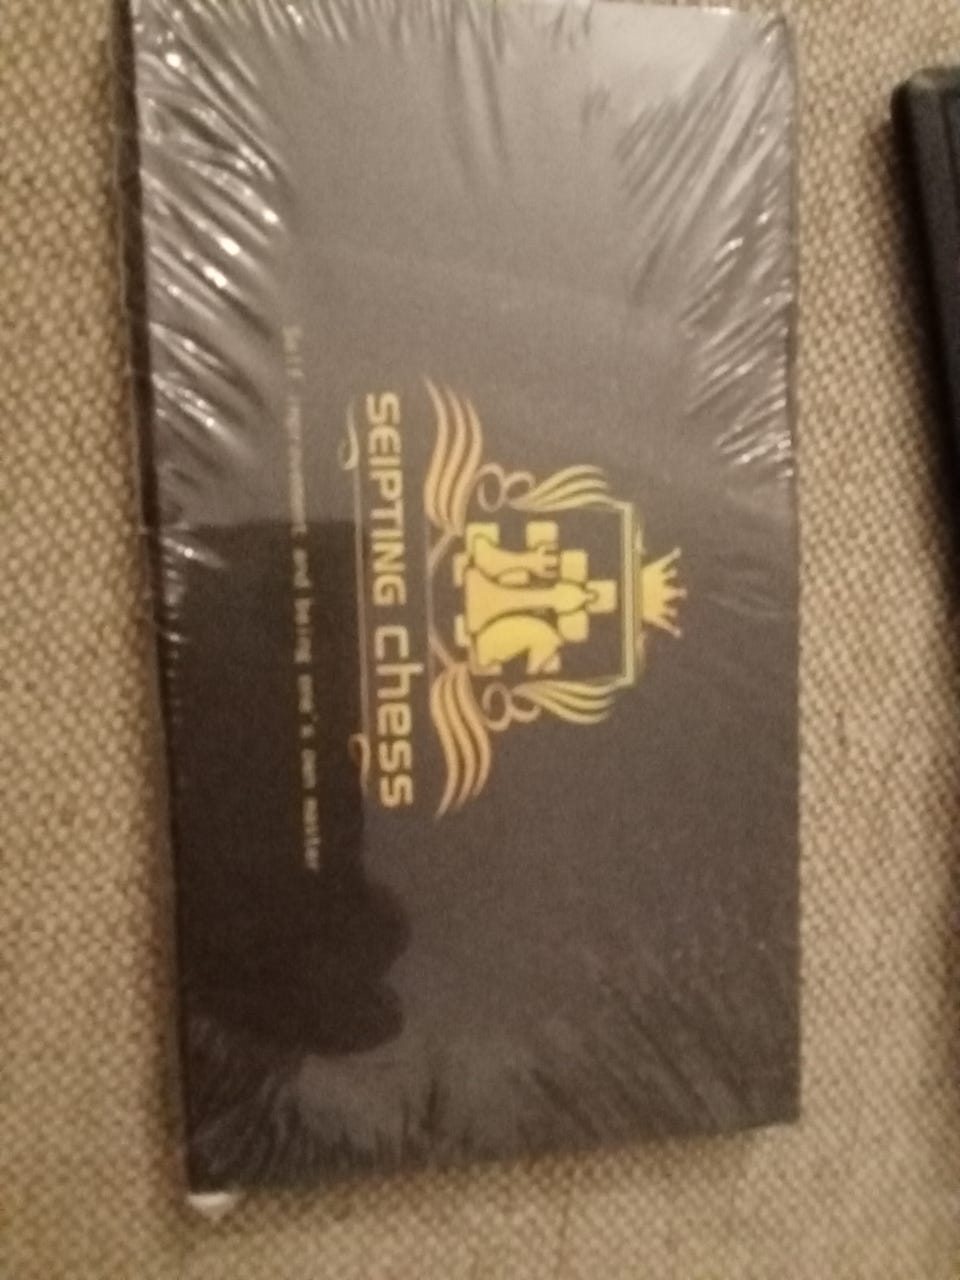 SEIPTING chess
Self improvement and being one's own master